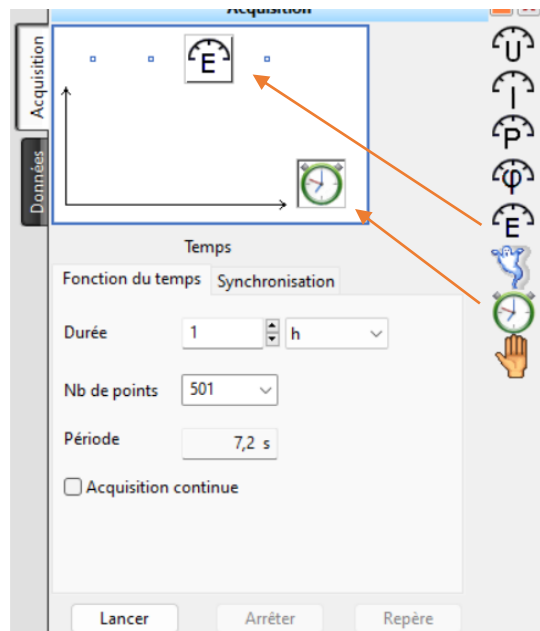 Acquisition
Acquisition
Données
E
U
I
P
φ
E
Temps
Fonction du temps Synchronisation
Durée 1 h
Nb de points 501
Période 7,2 s
Acquisition continue
Lancer Arrêter Repère